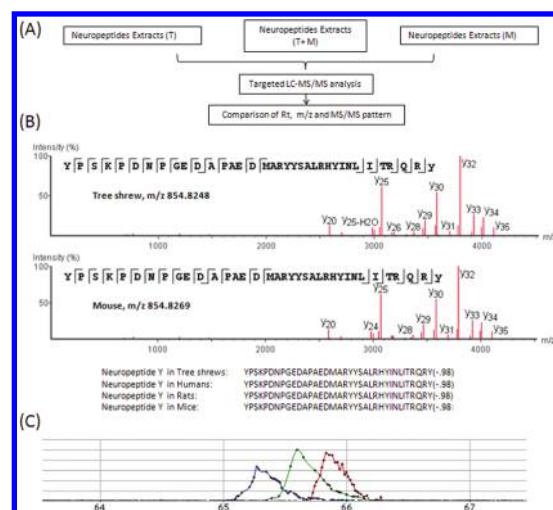 (A)
Neuropeptides Extracts (T)
Neuropeptides Extracts
(T+ M)
Neuropeptides Extracts (M)
Targeted LC-MS/MS analysis
Comparison of Rt, m/z and MS/MS pattern
(B)
Intensity (%)
100
50
Y P S K P D N P G E D A P A E D M A R Y Y S A L R H Y I N L I T R Q R y
Tree shrew, m/z 854.8248
y20
y25-H2O
y25
y26
y28
y29
y30
y31
y32
y33
y34
y35
1000 2000 3000 4000 m/z
Intensity (%)
100
50
Y P S K P D N P G E D A P A E D M A R Y Y S A L R H Y I N L I T R Q R y
Mouse, m/z 854.8269
y20
y24
y25
y28
y29
y30
y31
y32
y33
y34
y35
1000 2000 3000 4000
Neuropeptide Y in Tree shrews: YPSKPDNPGEDAPAEDMARYYSALRHYINLITRQRY(-.98)
Neuropeptide Y in Humans: YPSKPDNPGEDAPAEDMARYYSALRHYINLITRQRY(-.98)
Neuropeptide Y in Rats: YPSKPDNPGEDAPAEDMARYYSALRHYINLITRQRY(-.98)
Neuropeptide Y in Mice: YPSKPDNPGEDAPAEDMARYYSALRHYINLITRQRY(-.98)
(C)
64 65 66 67